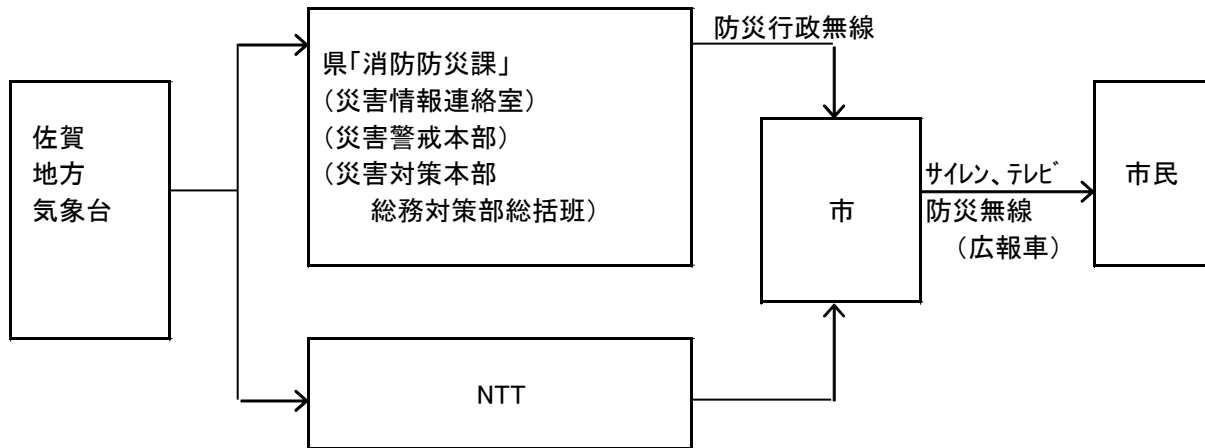 佐賀
地方
気象台
県「消防防災課」
(災害情報連絡室)
(災害警戒本部)
(災害対策本部
総務対策部総括班)
NTT
防災行政無線
市
サイレン、テレビ
防災無線
(広報車)
市民